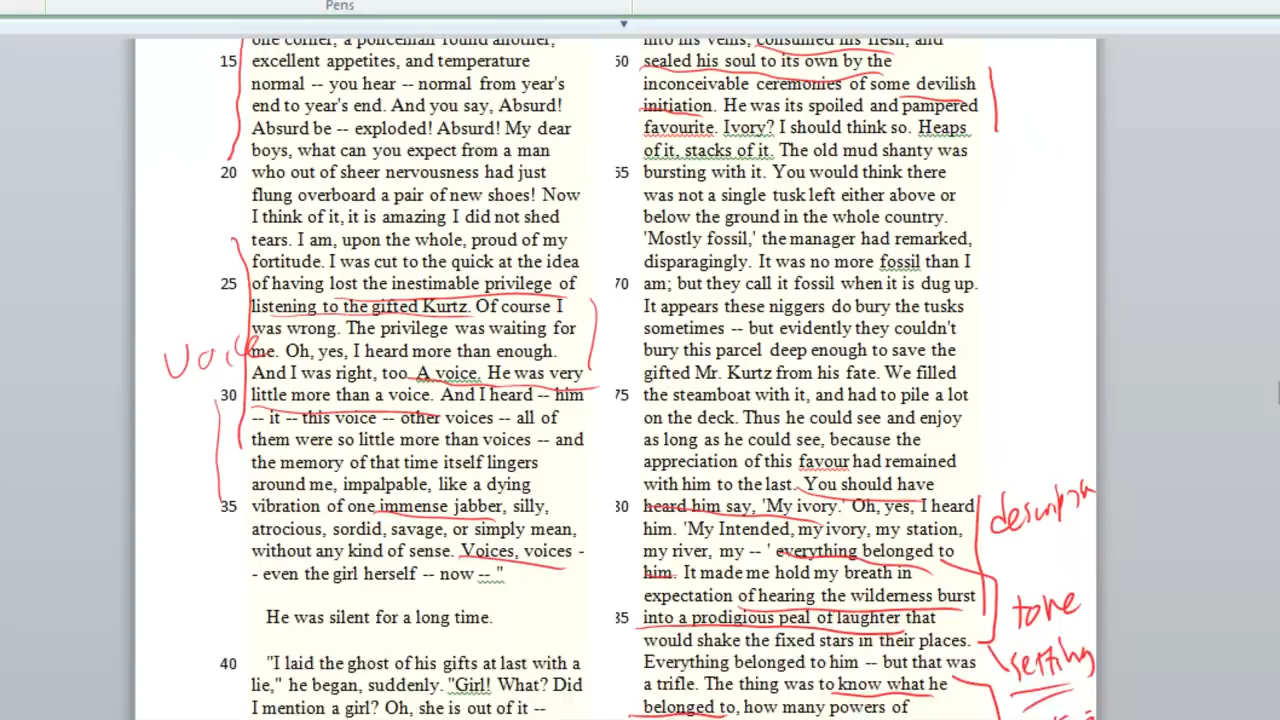 Pens
one corner, a policeman round another,
15 excellent appetites, and temperature
normal -- you hear -- normal from year's
end to year's end. And you say, Absurd!
Absurd be -- exploded! Absurd! My dear
boys, what can you expect from a man
20 who out of sheer nervousness had just
flung overboard a pair of new shoes! Now
I think of it, it is amazing I did not shed
tears. I am, upon the whole, proud of my
fortitude. I was cut to the quick at the idea
25 of having lost the inestimable privilege of
listening to the gifted Kurtz. Of course I
was wrong. The privilege was waiting for
me. Oh, yes, I heard more than enough.
And I was right, too. A voice. He was very
30 little more than a voice. And I heard -- him
-- it -- this voice -- other voices -- all of
them were so little more than voices -- and
the memory of that time itself lingers
around me, impalpable, like a dying
35 vibration of one immense jabber, silly,
atrocious, sordid, savage, or simply mean,
without any kind of sense. Voices, voices -
- even the girl herself -- now -- "
He was silent for a long time.
40 "I laid the ghost of his gifts at last with a
lie," he began, suddenly. "Girl! What? Did
I mention a girl? Oh, she is out of it --
voice
into his veins, consumed his flesh, and
60 sealed his soul to its own by the
inconceivable ceremonies of some devilish
initiation. He was its spoiled and pampered
favourite. Ivory? I should think so. Heaps
of it, stacks of it. The old mud shanty was
65 bursting with it. You would think there
was not a single tusk left either above or
below the ground in the whole country.
'Mostly fossil,' the manager had remarked,
disparagingly. It was no more fossil than I
70 am; but they call it fossil when it is dug up.
It appears these niggers do bury the tusks
sometimes -- but evidently they couldn't
bury this parcel deep enough to save the
gifted Mr. Kurtz from his fate. We filled
75 the steamboat with it, and had to pile a lot
on the deck. Thus he could see and enjoy
as long as he could see, because the
appreciation of this favour had remained
with him to the last. You should have
80 heard him say, 'My ivory.' Oh, yes, I heard
him. 'My Intended, my ivory, my station,
my river, my -- ' everything belonged to
him. It made me hold my breath in
expectation of hearing the wilderness burst
85 into a prodigious peal of laughter that
would shake the fixed stars in their places.
Everything belonged to him -- but that was
a trifle. The thing was to know what he
belonged to, how many powers of
tone
setting